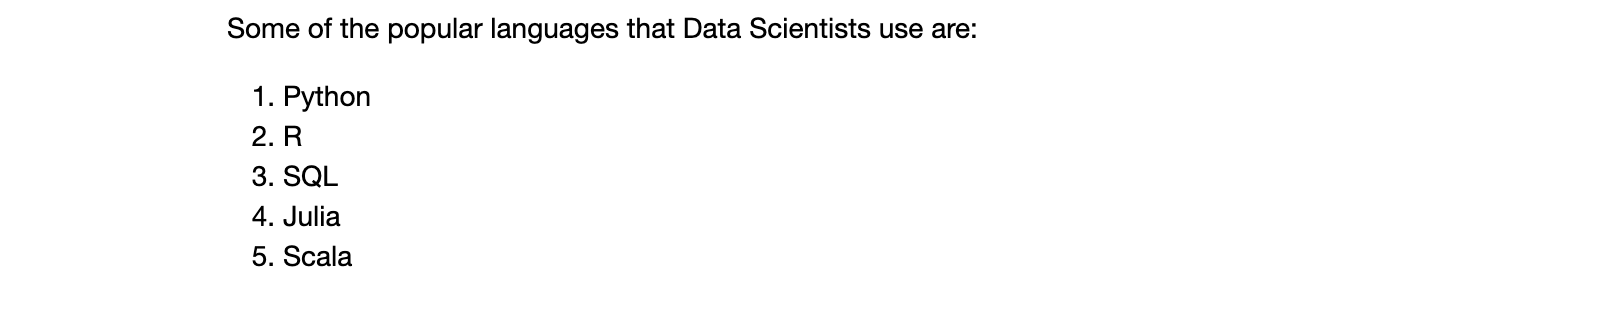 Some of the popular languages that Data Scientists use are:
1. Python
2. R
3. SQL
4. Julia
5. Scala